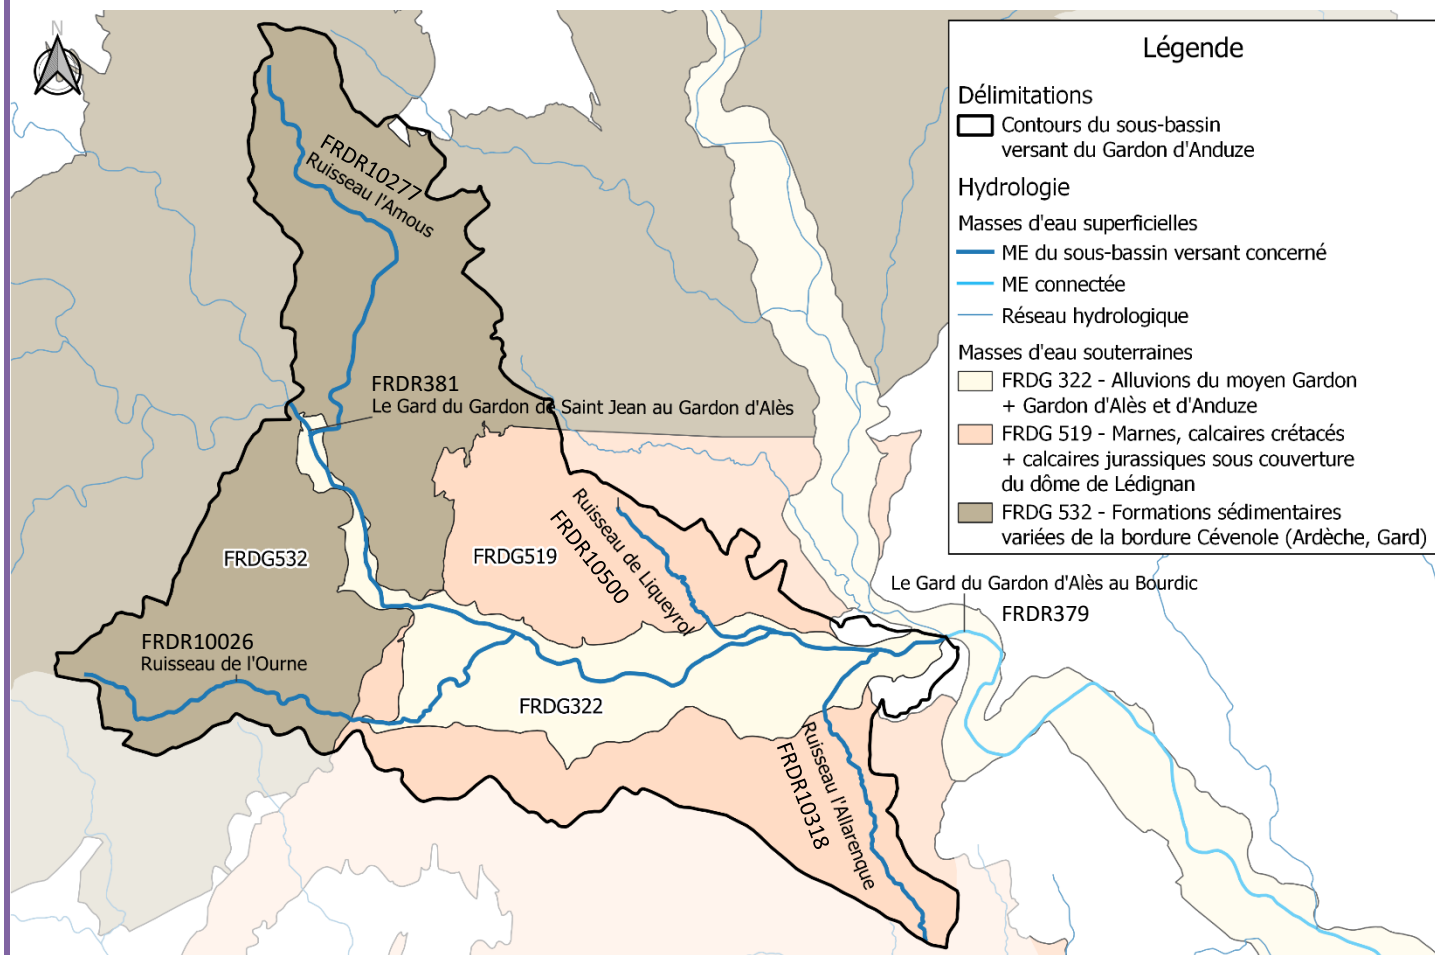 N
Légende
Délimitations
Contours du sous-bassin
versant du Gardon d'Anduze
Hydrologie
Masses d'eau superficielles
ME du sous-bassin versant concerné
ME connectée
Réseau hydrologique
Masses d'eau souterraines
FRDG 322 - Alluvions du moyen Gardon
+ Gardon d'Alès et d'Anduze
FRDG 519 - Marnes, calcaires crétacés
+ calcaires jurassiques sous couverture
du dôme de Lédignan
FRDG 532 - Formations sédimentaires
variées de la bordure Cévenole (Ardèche, Gard)
FRDR10277
Ruisseau l'Amous
FRDR381
Le Gard du Gardon de Saint Jean au Gardon d'Alès
Ruisseau de Liqueyrol
FRDR10500
FRDG519
FRDG532
Le Gard du Gardon d'Alès au Bourdic
FRDR379
FRDR10026
Ruisseau de l'Ourne
FRDG322
Ruisseau l'Allarenque
FRDR10318